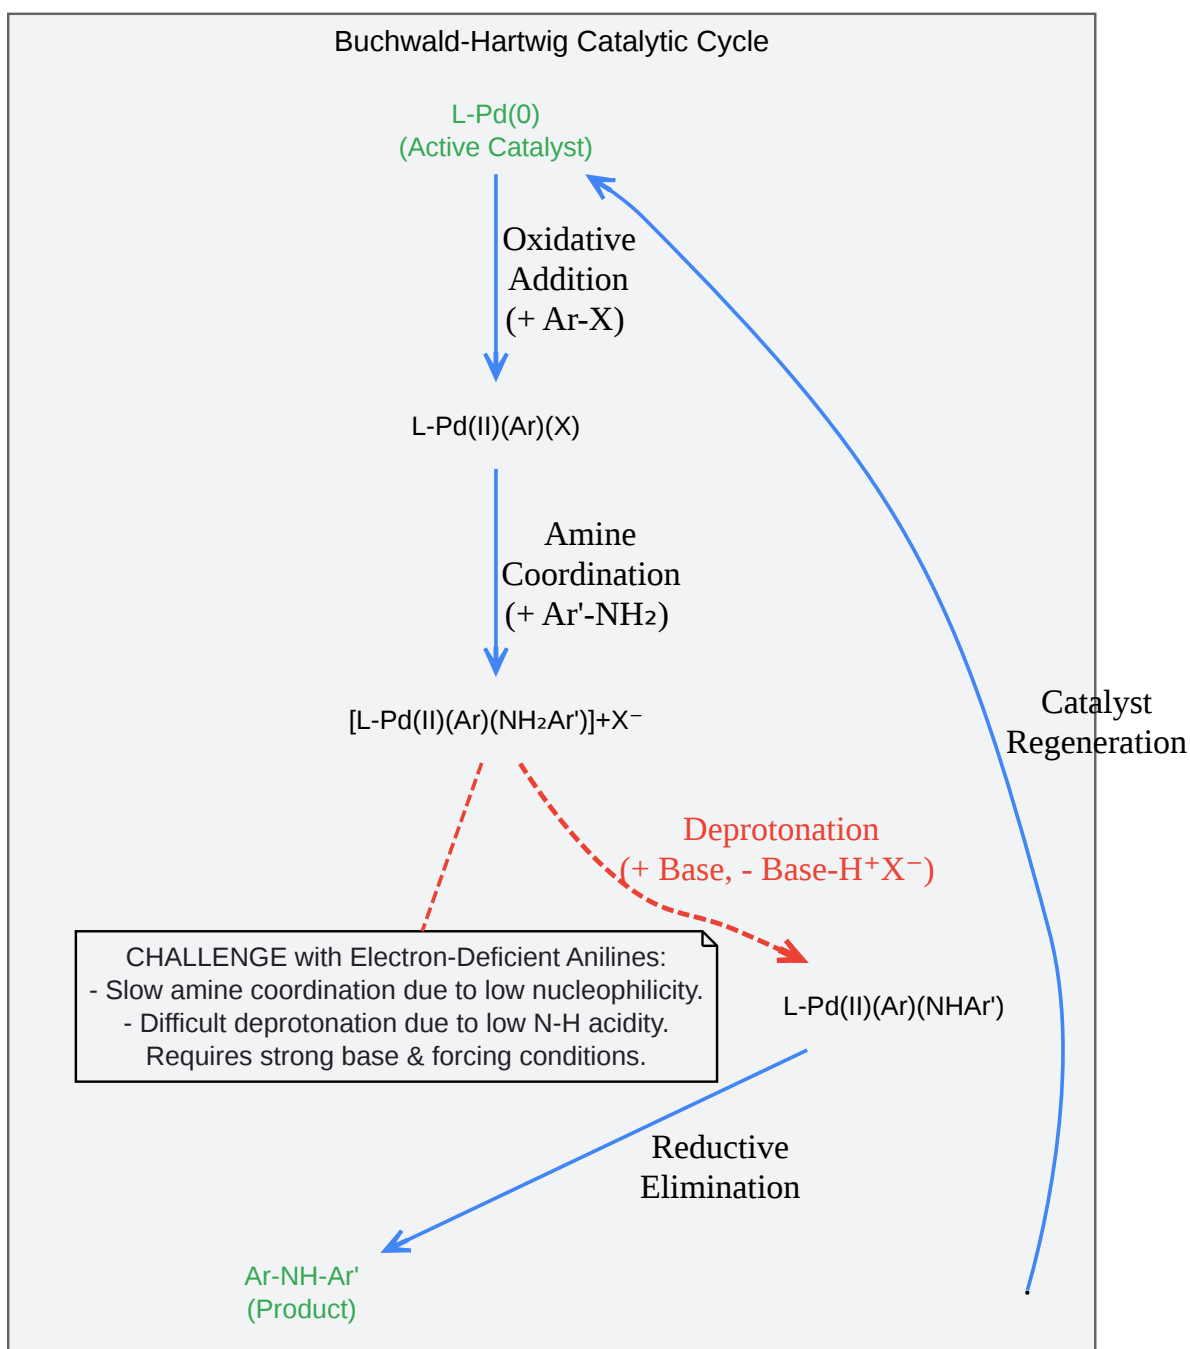 Buchwald-Hartwig Catalytic Cycle
L-Pd(0)
(Active Catalyst)
Oxidative
Addition
(+ Ar-X)
L-Pd(II)(Ar)(X)
Amine
Coordination
(+ Ar'-NH₂)
[L-Pd(II)(Ar)(NH₂Ar')]+X⁻
Catalyst
Regeneration
Deprotonation
(+ Base, - Base-H⁺X⁻)
CHALLENGE with Electron-Deficient Anilines:
- Slow amine coordination due to low nucleophilicity.
- Difficult deprotonation due to low N-H acidity.
Requires strong base & forcing conditions.
L-Pd(II)(Ar)(NHAr')
Reductive
Elimination
Ar-NH-Ar'
(Product)